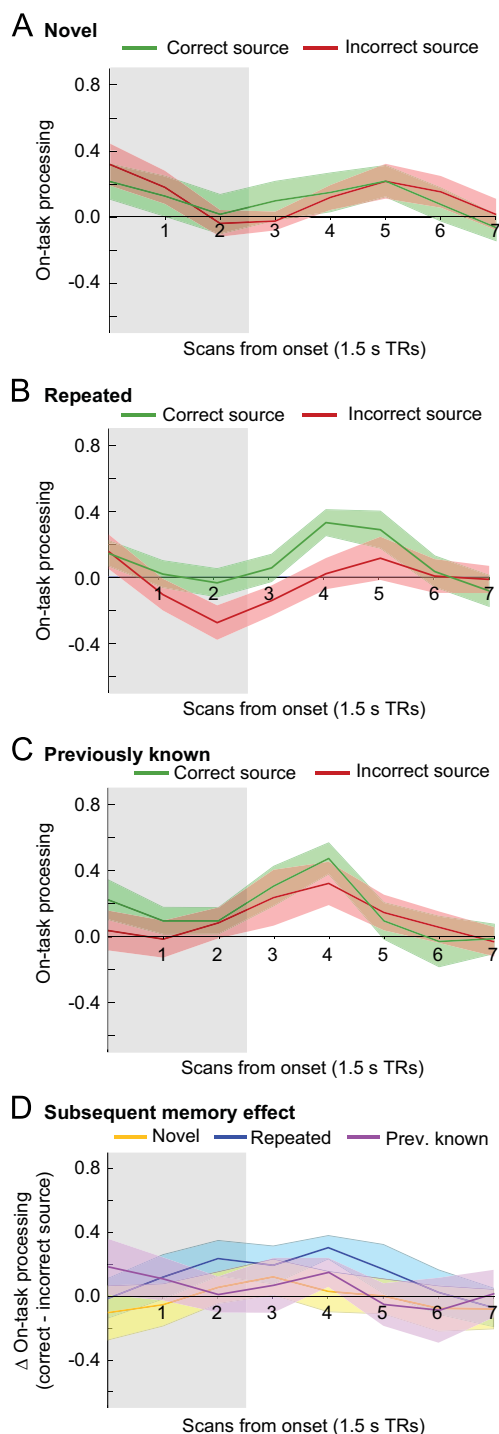 A Novel
Correct source Incorrect source
0.8
0.4
0.0
-0.4
1 2 3 4 5 6 7
On-task processing
Scans from onset (1.5 s TRs)
B Repeated
Correct source Incorrect source
0.8
0.4
0.0
-0.4
1 2 3 4 5 6 7
On-task processing
Scans from onset (1.5 s TRs)
C Previously known
Correct source Incorrect source
0.8
0.4
0.0
-0.4
1 2 3 4 5 6 7
On-task processing
Scans from onset (1.5 s TRs)
D Subsequent memory effect
Novel Repeated Prev. known
0.8
0.4
0.0
-0.4
1 2 3 4 5 6 7
Δ On-task processing
(correct - incorrect source)
Scans from onset (1.5 s TRs)